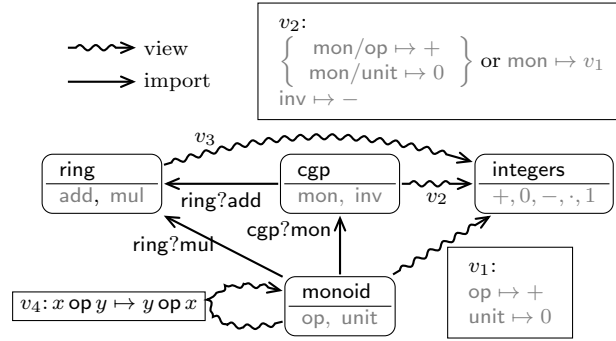 view
import
v₂:
{ mon/op ↦ + } or mon ↦ v₁
{ mon/unit ↦ 0 }
inv ↦ −
v₃
ring
add, mul
ring?add
cgp
mon, inv
v₂
integers
+, 0, −, ·, 1
ring?mul
cgp?mon
v₄: x op y ↦ y op x
monoid
op, unit
v₁:
op ↦ +
unit ↦ 0